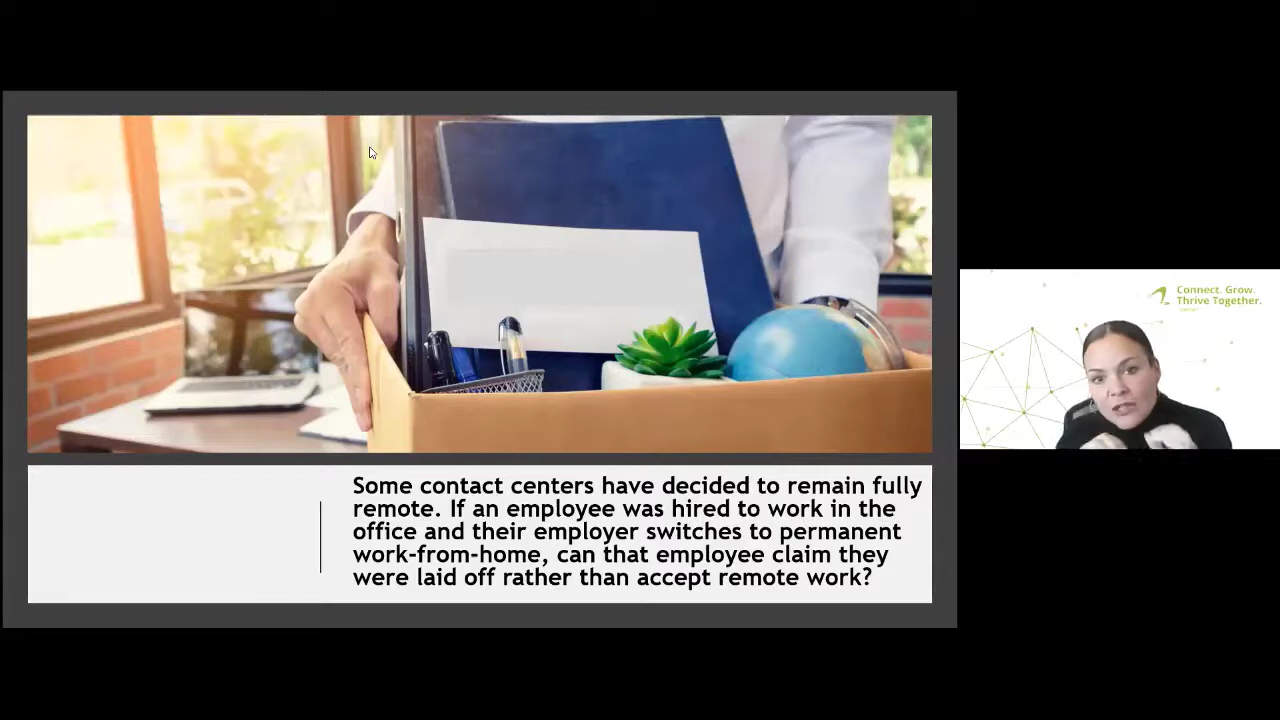 Some contact centers have decided to remain fully
remote. If an employee was hired to work in the
office and their employer switches to permanent
work-from-home, can that employee claim they
were laid off rather than accept remote work?
Connect. Grow.
Thrive Together.